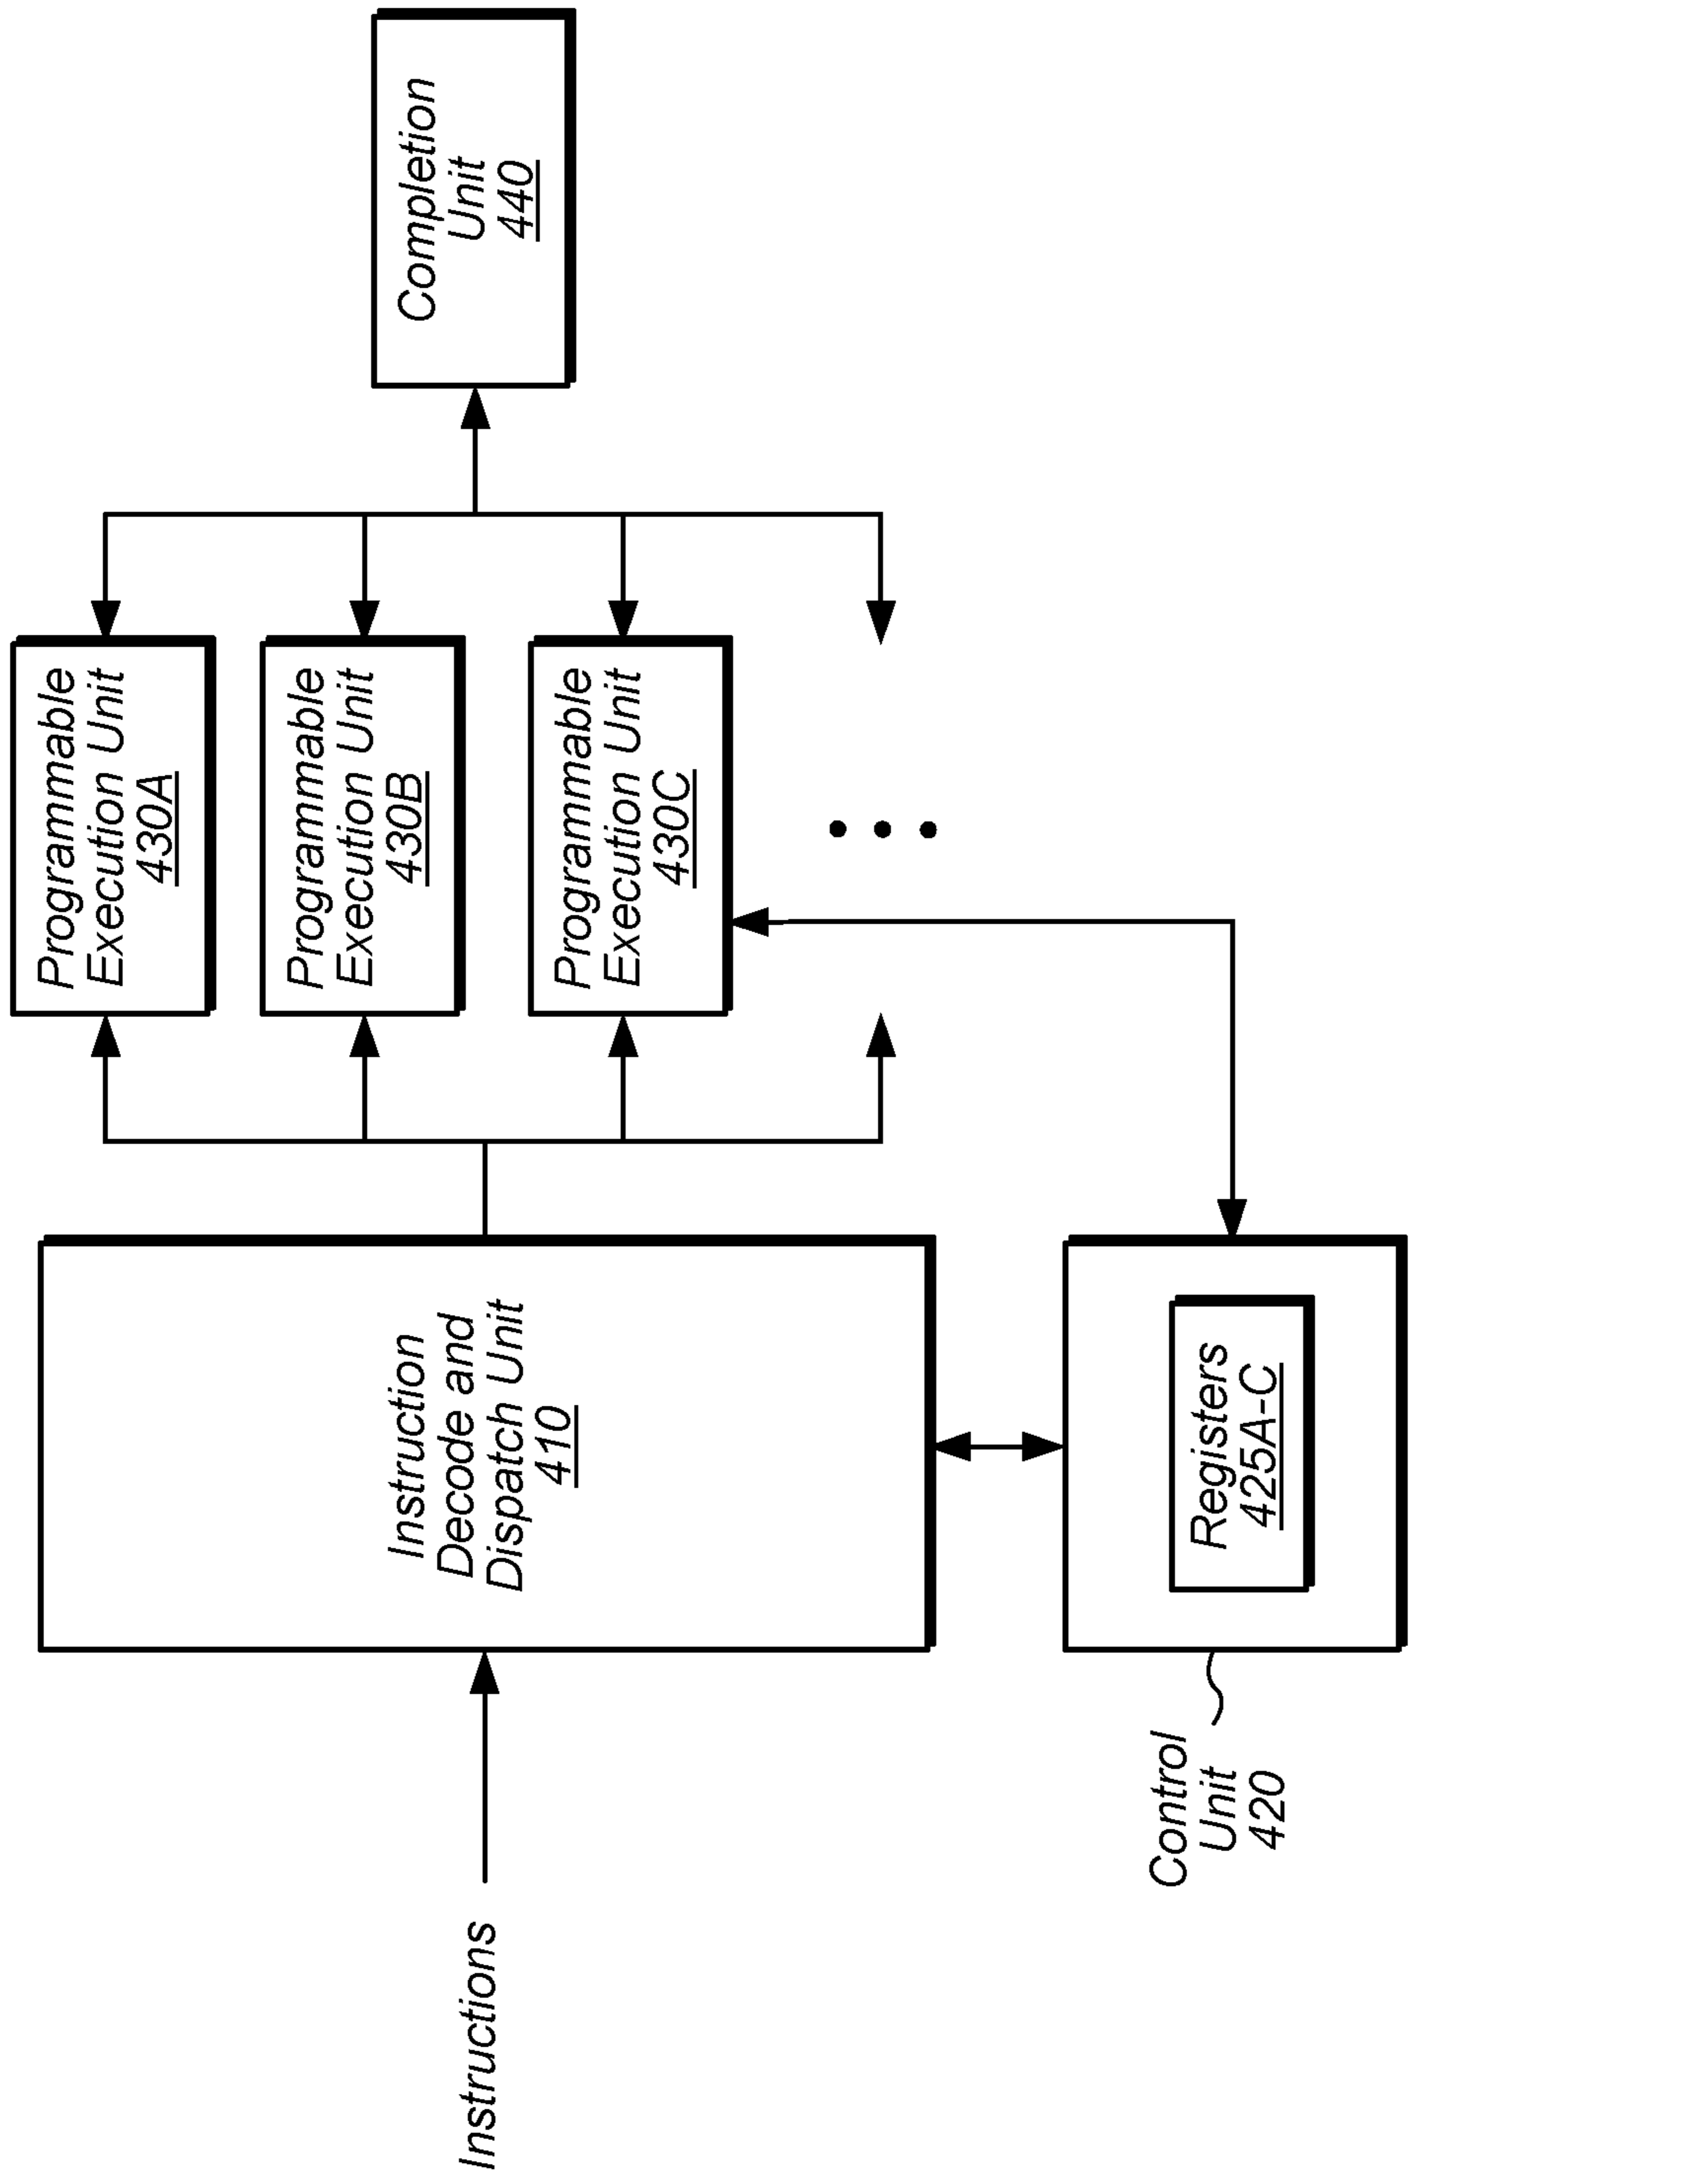 Instructions
Instruction
Decode and
Dispatch Unit
410
Control
Unit
420
Registers
425A-C
Programmable
Execution Unit
430A
Programmable
Execution Unit
430B
Programmable
Execution Unit
430C
Completion
Unit
440